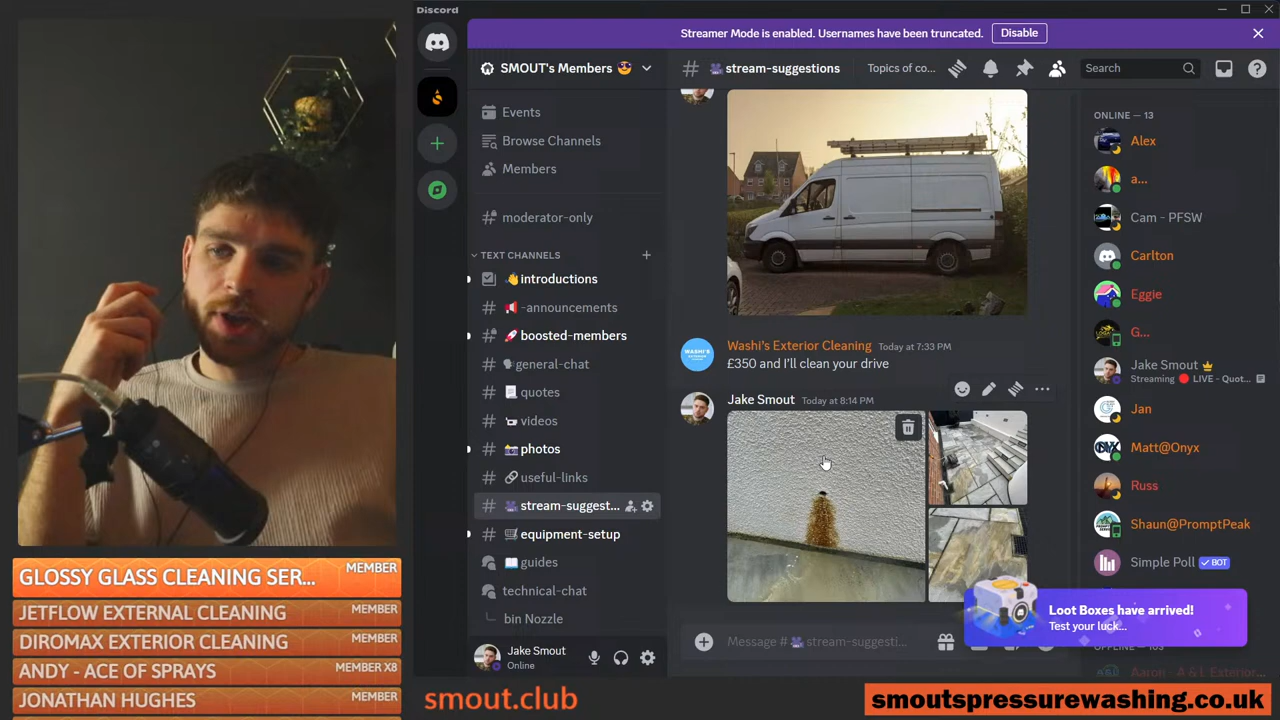 Discord
Streamer Mode is enabled. Usernames have been truncated.
Disable
SMOUT's Members
stream-suggestions
Topics of co...
Search
Events
Browse Channels
Members
moderator-only
TEXT CHANNELS
introductions
-announcements
boosted-members
general-chat
quotes
videos
photos
useful-links
stream-suggest...
equipment-setup
guides
technical-chat
bin Nozzle
Jake Smout
Online
Washi's Exterior Cleaning Today at 7:33 PM
£350 and I'll clean your drive
Jake Smout Today at 8:14 PM
Message # stream-suggesti...
ONLINE — 13
Alex
a...
Cam - PFSW
Carlton
Eggie
G...
Jake Smout
Streaming LIVE - Quot...
Jan
Matt@Onyx
Russ
Shaun@PromptPeak
Simple Poll BOT
Loot Boxes have arrived!
Test your luck...
Aaron - A & L Exterior...
GLOSSY GLASS CLEANING SER... MEMBER
JETFLOW EXTERNAL CLEANING MEMBER
DIROMAX EXTERIOR CLEANING MEMBER
ANDY - ACE OF SPRAYS MEMBER X8
JONATHAN HUGHES MEMBER
smout.club
smoutspressurewashing.co.uk